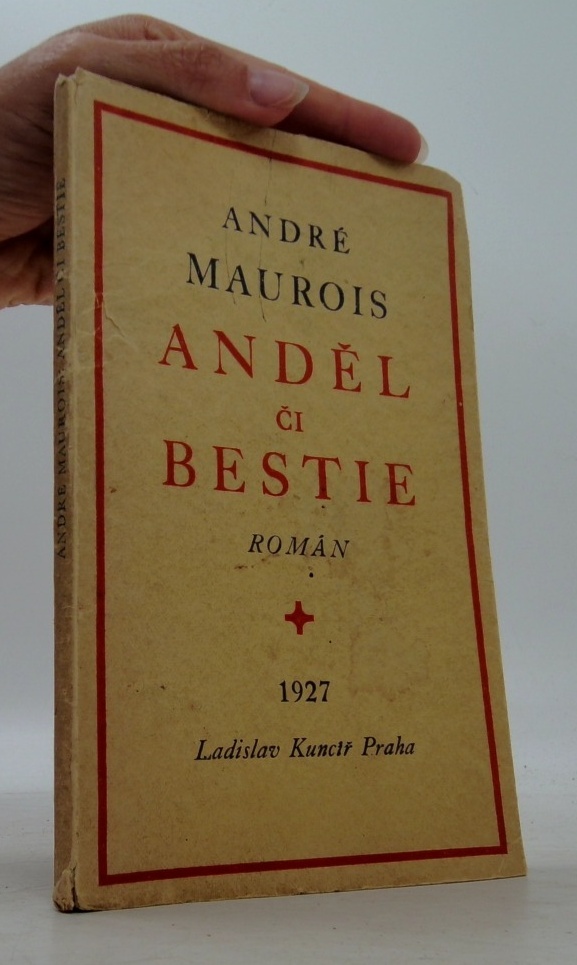 ANDRÉ
MAUROIS
ANDĚL
ČI
BESTIE
ROMÁN
1927
Ladislav Kuncíř Praha
ANDRÉ MAUROIS: ANDĚL ČI BESTIE